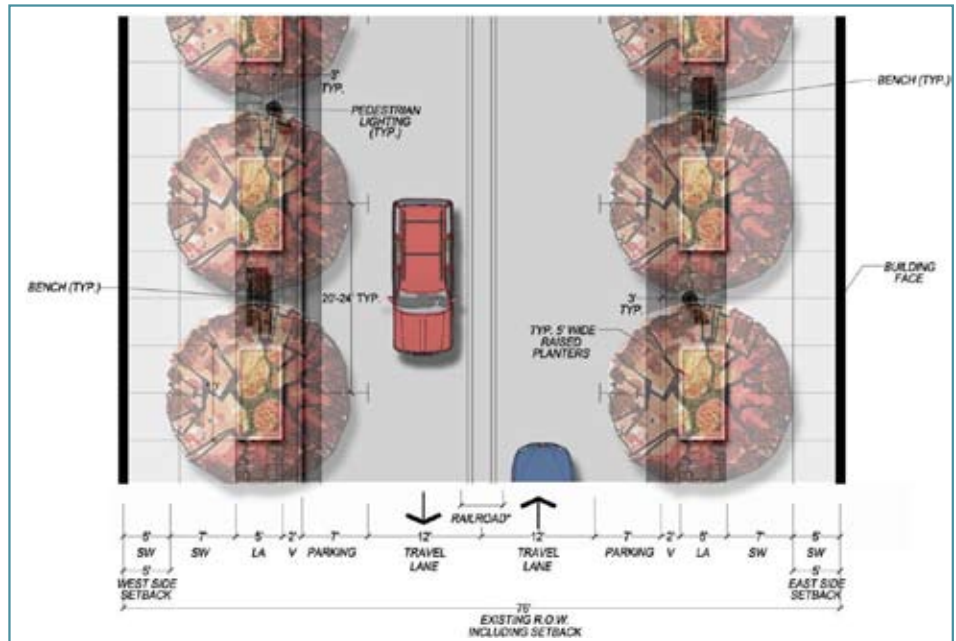 3'
TYP.
PEDESTRIAN
LIGHTING
(TYP.)
BENCH (TYP.)
BENCH (TYP.)
20'-24' TYP.
BUILDING
FACE
3'
TYP.
TYP. 5' WIDE
RAISED
PLANTERS
RAILROAD*
5' 7' 5' 2' 7' 12' 12' 7' 2' 5' 7' 5'
SW SW LA V PARKING TRAVEL LANE TRAVEL LANE PARKING V LA SW SW
5' 5'
WEST SIDE
SETBACK
EAST SIDE
SETBACK
76'
EXISTING R.O.W.
INCLUDING SETBACK